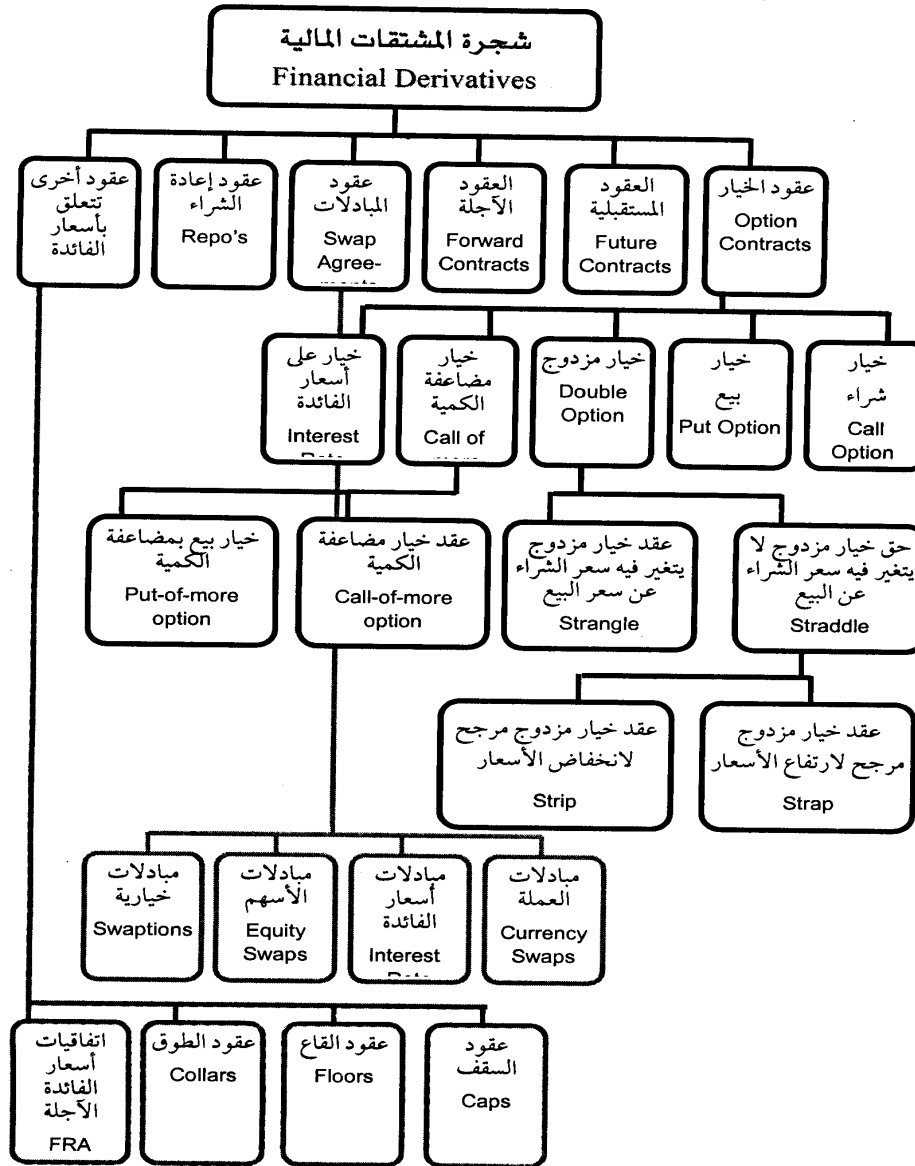 شجرة المشتقات المالية
Financial Derivatives
عقود الخيار
Option
Contracts
العقود
المستقبلية
Future
Contracts
العقود
الآجلة
Forward
Contracts
عقود
المبادلات
Swap
Agree-
عقود إعادة
الشراء
Repo's
عقود أخرى
تتعلق
بأسعار
الفائدة
خيار
شراء
Call
Option
خيار
بيع
Put Option
خيار مزدوج
Double
Option
خيار
مضاعفة
الكمية
Call of
خيار على
أسعار
الفائدة
Interest
حق خيار مزدوج لا
يتغير فيه سعر الشراء
عن البيع
Straddle
عقد خيار مزدوج
يتغير فيه سعر الشراء
عن سعر البيع
Strangle
عقد خيار مضاعفة
الكمية
Call-of-more
option
خيار بيع بمضاعفة
الكمية
Put-of-more
option
عقد خيار مزدوج
مرجح لارتفاع الأسعار
Strap
عقد خيار مزدوج مرجح
لانخفاض الأسعار
Strip
مبادلات
العملة
Currency
Swaps
مبادلات
أسعار
الفائدة
Interest
مبادلات
الأسهم
Equity
Swaps
مبادلات
خيارية
Swaptions
عقود
السقف
Caps
عقود القاع
Floors
عقود الطوق
Collars
اتفاقيات
أسعار
الفائدة
الآجلة
FRA